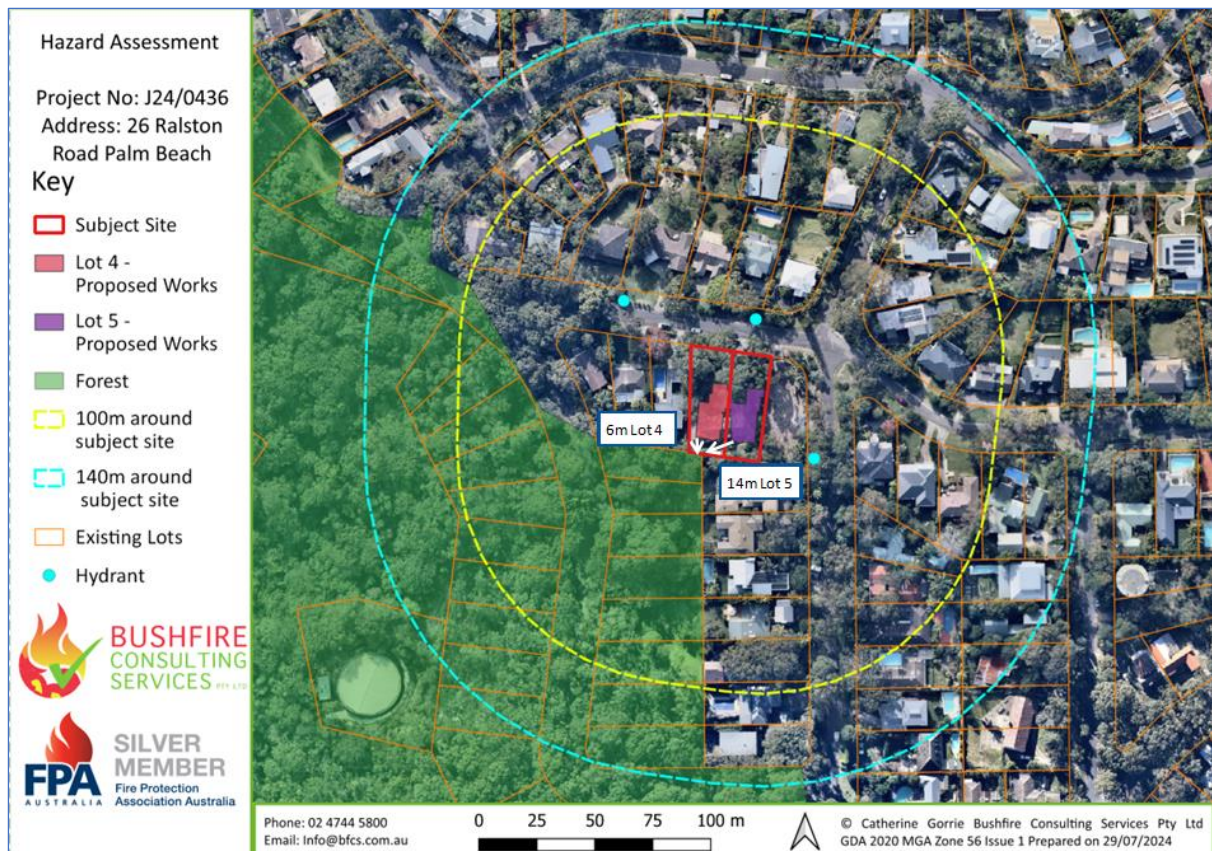 Hazard Assessment
Project No: J24/0436
Address: 26 Ralston
Road Palm Beach
Key
Subject Site
Lot 4 -
Proposed Works
Lot 5 -
Proposed Works
Forest
100m around
subject site
140m around
subject site
Existing Lots
Hydrant
BUSHFIRE
CONSULTING
SERVICES PTY LTD
FPA
AUSTRALIA
SILVER
MEMBER
Fire Protection
Association Australia
6m Lot 4
14m Lot 5
Phone: 02 4744 5800
Email: Info@bfcs.com.au
0 25 50 75 100 m
© Catherine Gorrie Bushfire Consulting Services Pty Ltd
GDA 2020 MGA Zone 56 Issue 1 Prepared on 29/07/2024